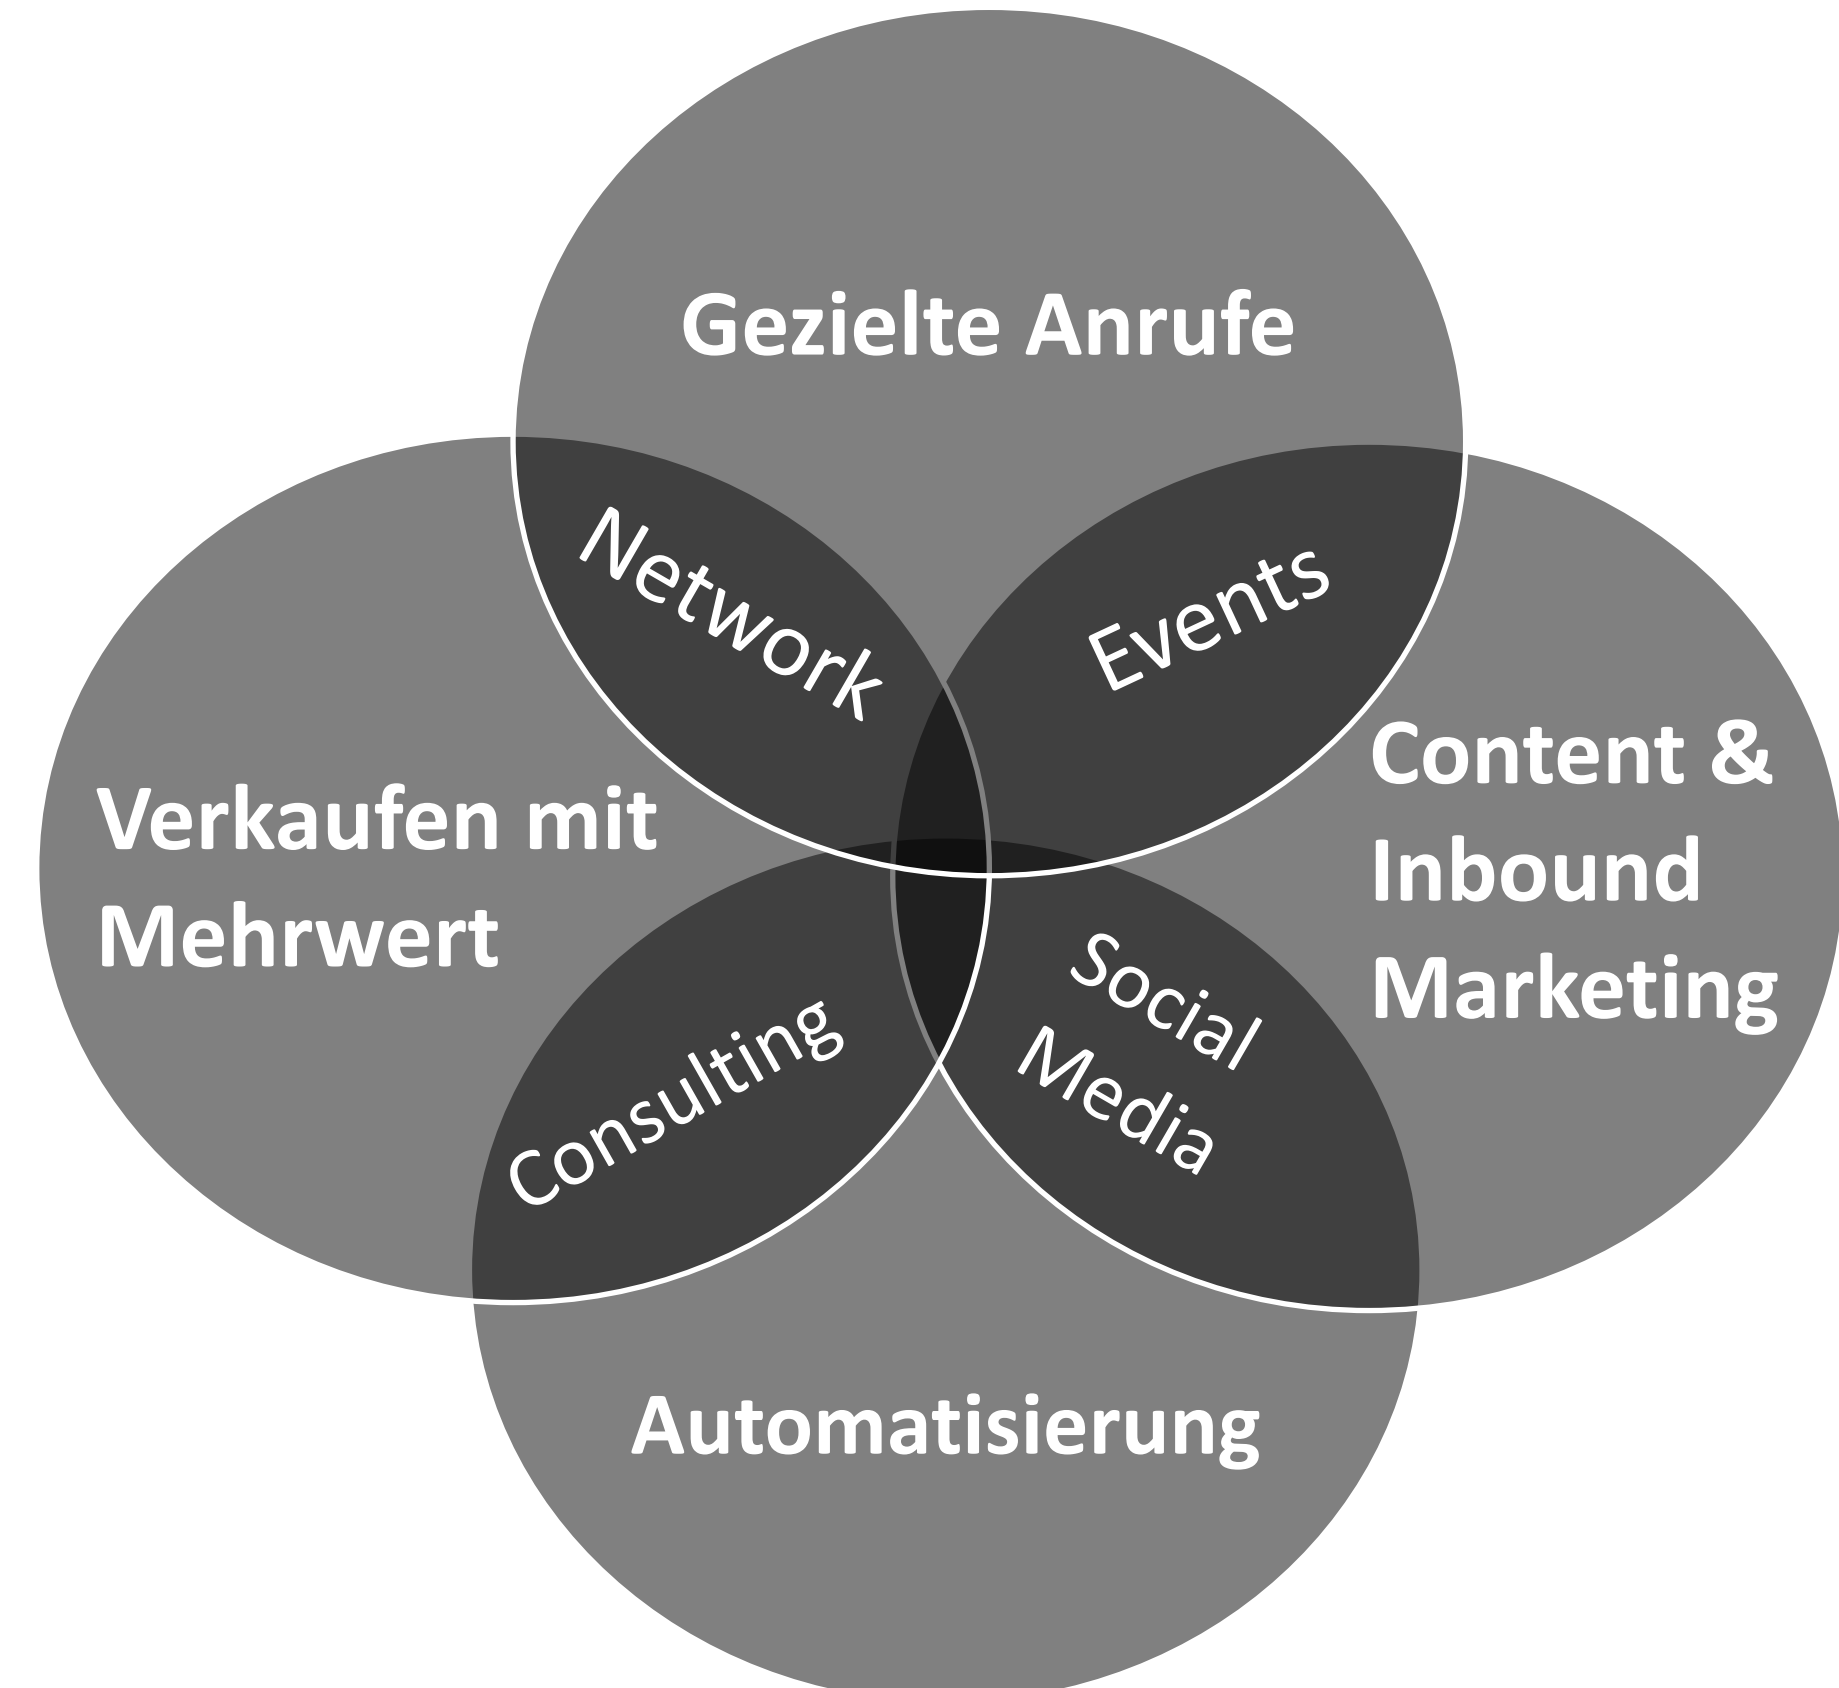 Gezielte Anrufe
Network
Events
Verkaufen mit
Mehrwert
Content &
Inbound
Marketing
Consulting
Social
Media
Automatisierung